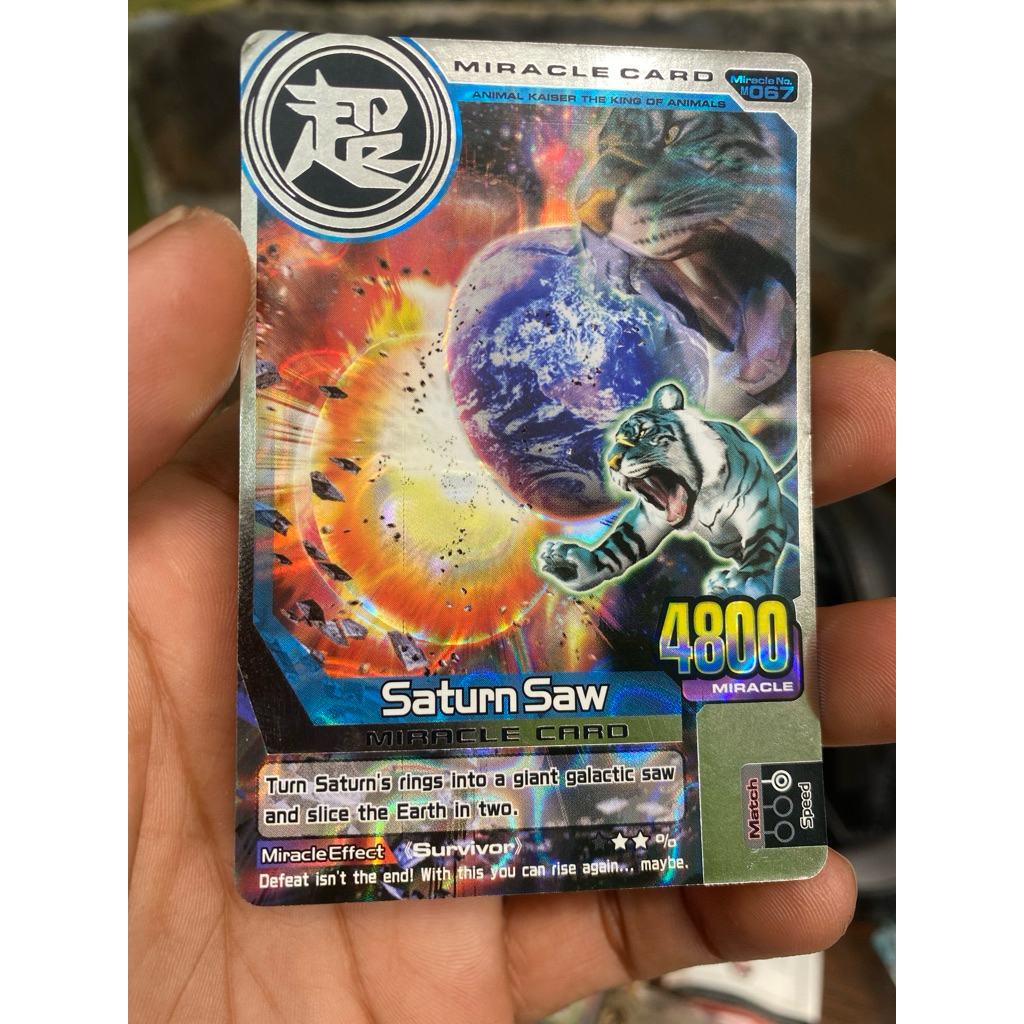 超
MIRACLE CARD
Miracle No.
M067
ANIMAL KAISER THE KING OF ANIMALS
4800
MIRACLE
Saturn Saw
MIRACLE CARD
Turn Saturn's rings into a giant galactic saw
and slice the Earth in two.
Miracle Effect 《Survivor》 ★★★%
Defeat isn't the end! With this you can rise again... maybe.
Match
Speed